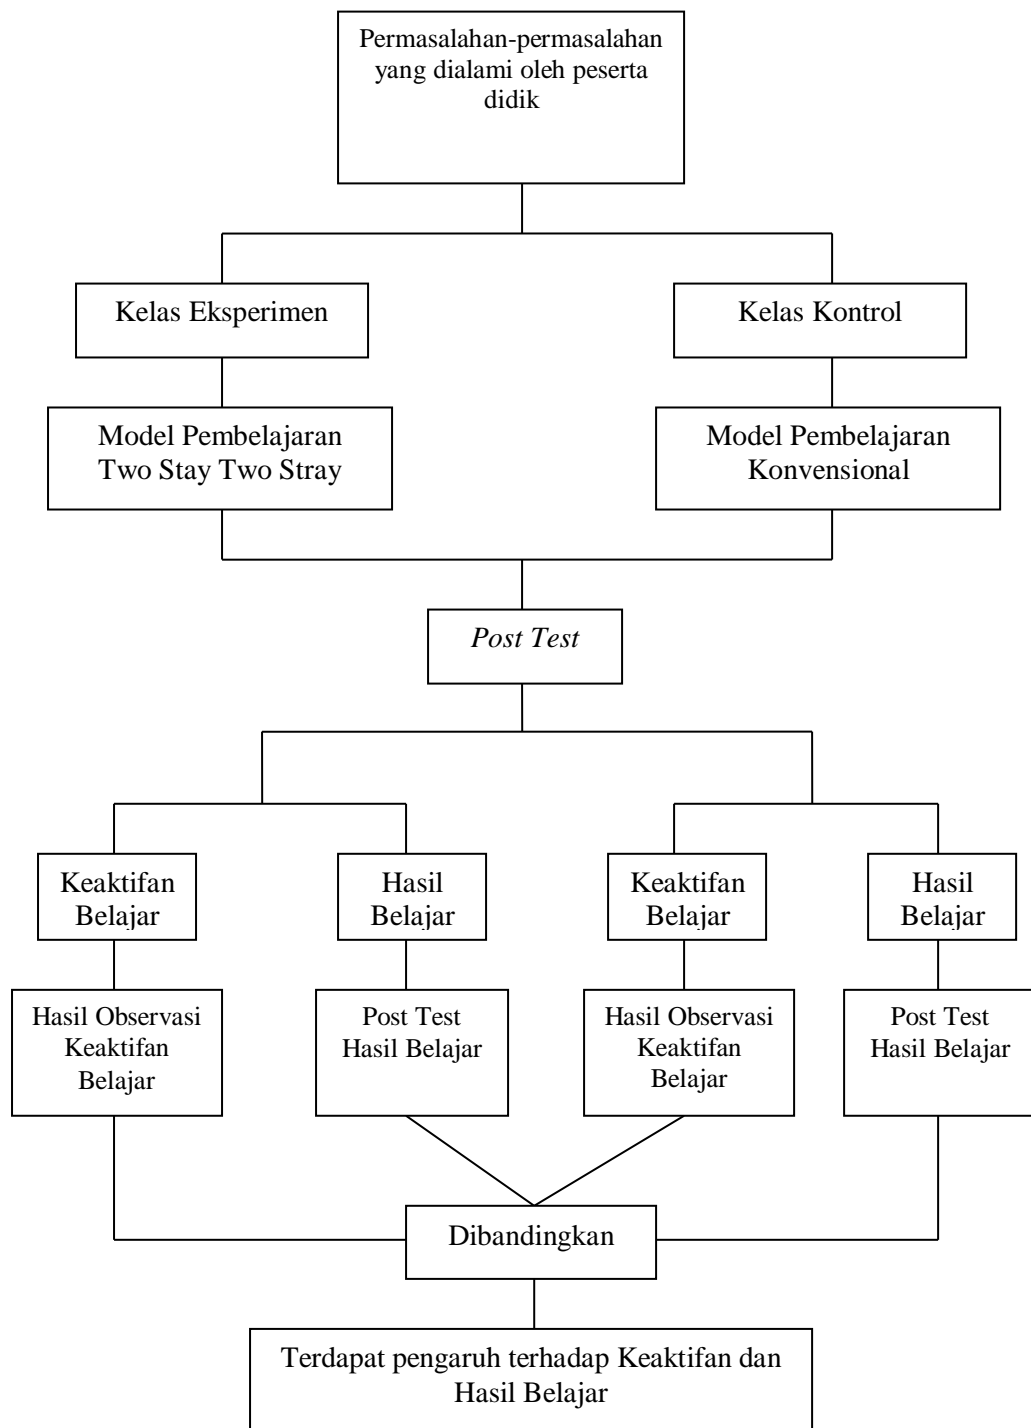 Permasalahan-permasalahan
yang dialami oleh peserta
didik
Kelas Eksperimen
Kelas Kontrol
Model Pembelajaran
Two Stay Two Stray
Model Pembelajaran
Konvensional
Post Test
Keaktifan
Belajar
Hasil
Belajar
Keaktifan
Belajar
Hasil
Belajar
Hasil Observasi
Keaktifan
Belajar
Post Test
Hasil Belajar
Hasil Observasi
Keaktifan
Belajar
Post Test
Hasil Belajar
Dibandingkan
Terdapat pengaruh terhadap Keaktifan dan
Hasil Belajar